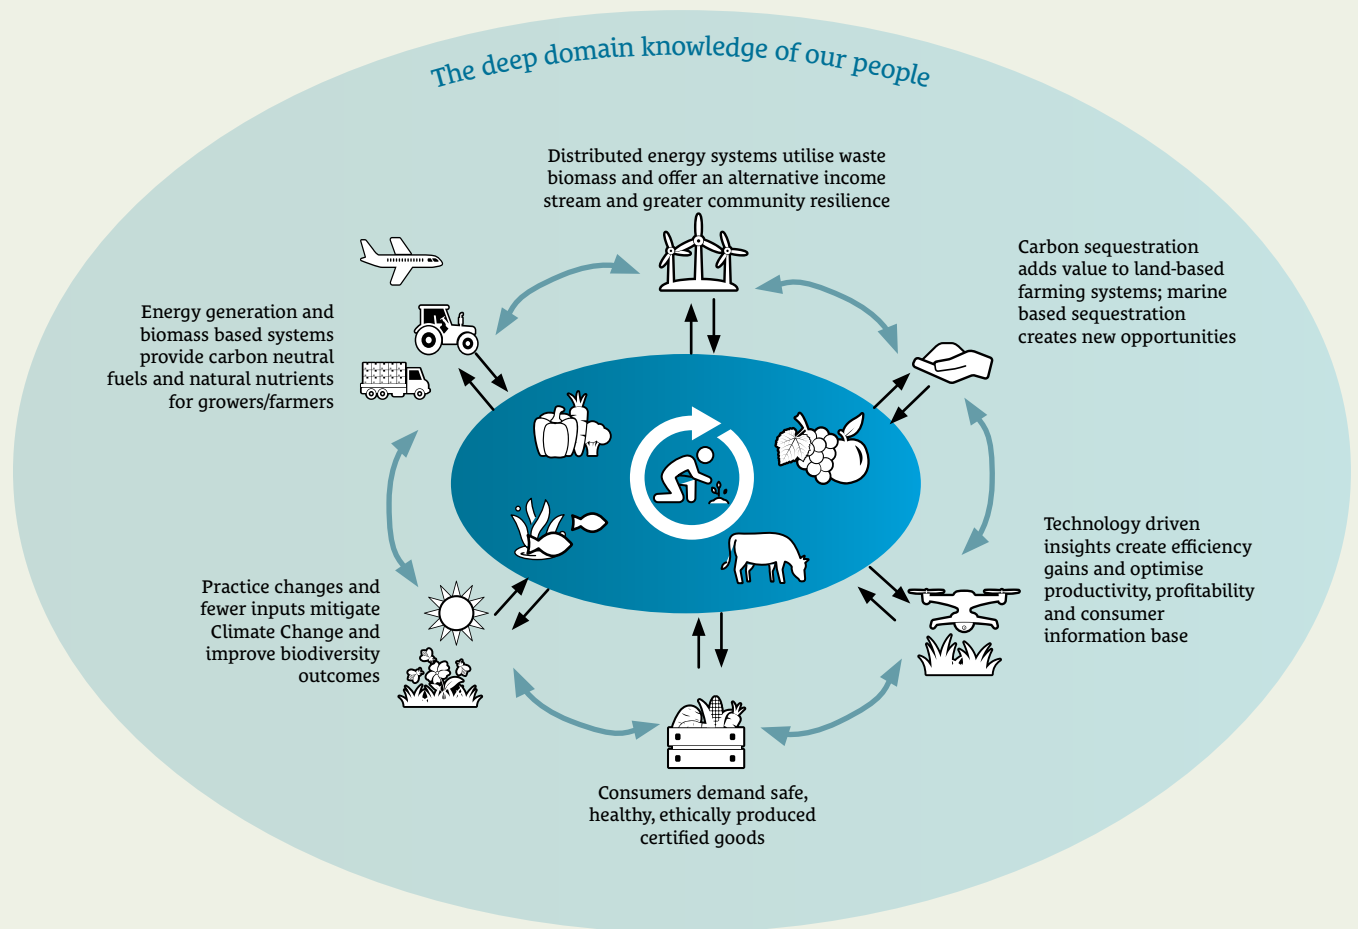 The deep domain knowledge of our people
Distributed energy systems utilise waste
biomass and offer an alternative income
stream and greater community resilience
Carbon sequestration
adds value to land-based
farming systems; marine
based sequestration
creates new opportunities
Energy generation and
biomass based systems
provide carbon neutral
fuels and natural nutrients
for growers/farmers
Technology driven
insights create efficiency
gains and optimise
productivity, profitability
and consumer
information base
Practice changes and
fewer inputs mitigate
Climate Change and
improve biodiversity
outcomes
Consumers demand safe,
healthy, ethically produced
certified goods